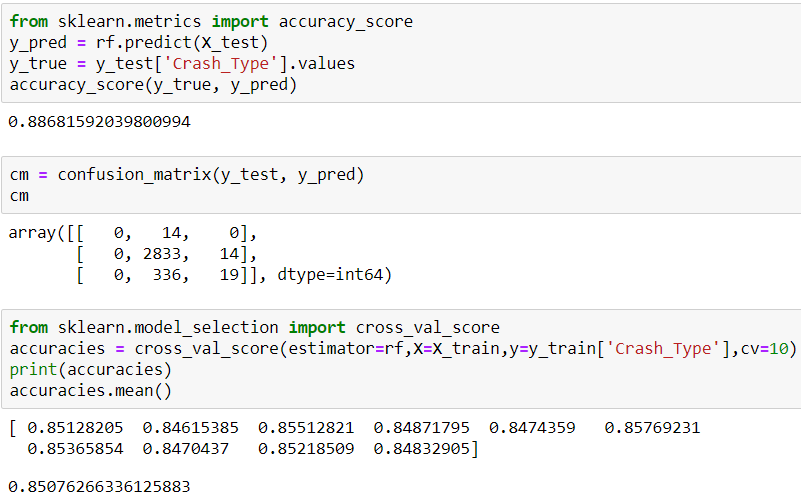 from sklearn.metrics import accuracy_score
y_pred = rf.predict(X_test)
y_true = y_test['Crash_Type'].values
accuracy_score(y_true, y_pred)
0.88681592039800994
cm = confusion_matrix(y_test, y_pred)
cm
array([[   0,   14,    0],
       [   0, 2833,   14],
       [   0,  336,   19]], dtype=int64)
from sklearn.model_selection import cross_val_score
accuracies = cross_val_score(estimator=rf,X=X_train,y=y_train['Crash_Type'],cv=10)
print(accuracies)
accuracies.mean()
[ 0.85128205  0.84615385  0.85512821  0.84871795  0.8474359   0.85769231
  0.85365854  0.8470437   0.85218509  0.84832905]
0.85076266336125883